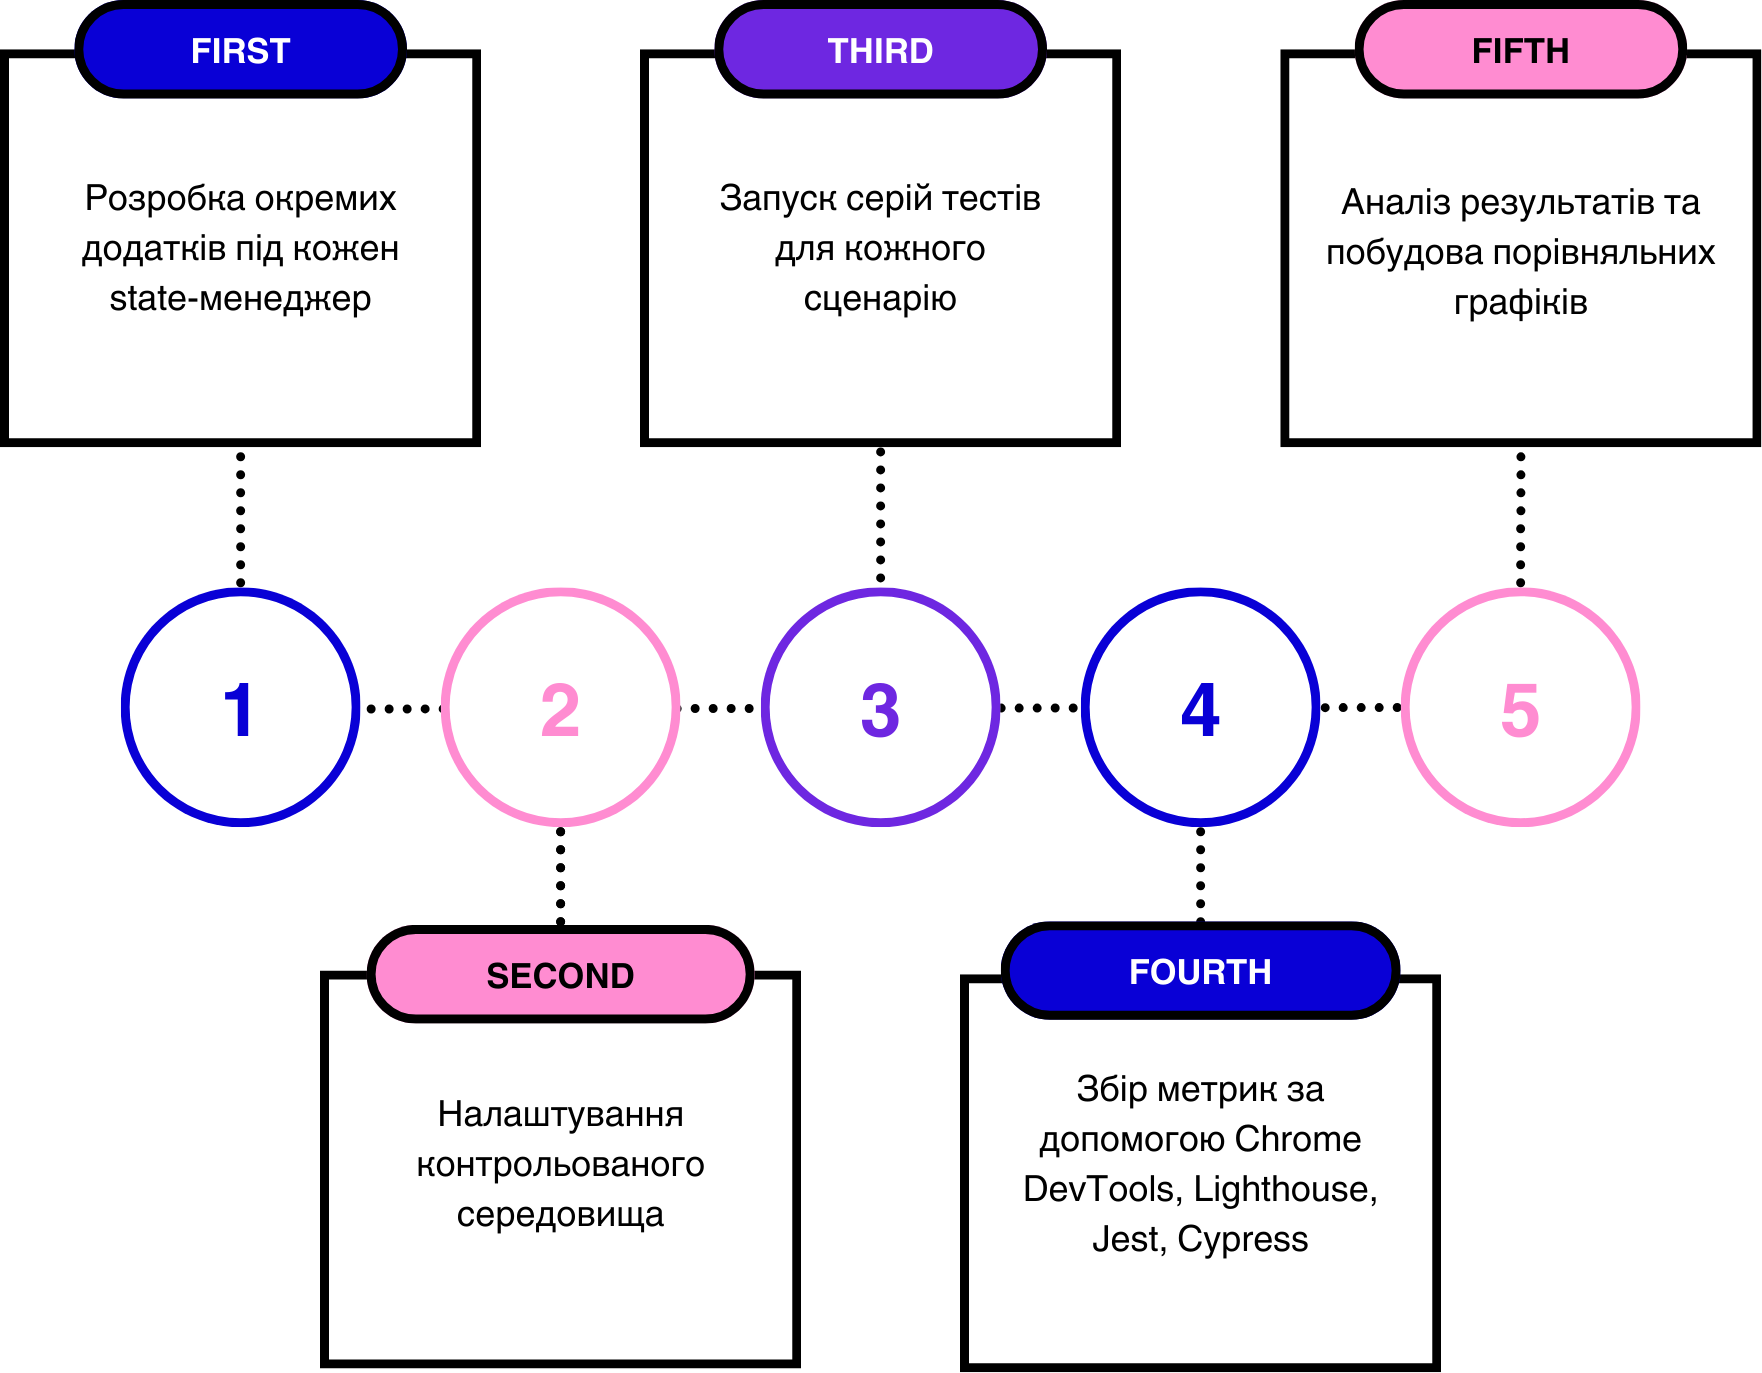 FIRST
Розробка окремих
додатків під кожен
state-менеджер
THIRD
Запуск серій тестів
для кожного
сценарію
FIFTH
Аналіз результатів та
побудова порівняльних
графіків
1
2
3
4
5
SECOND
Налаштування
контрольованого
середовища
FOURTH
Збір метрик за
допомогою Chrome
DevTools, Lighthouse,
Jest, Cypress